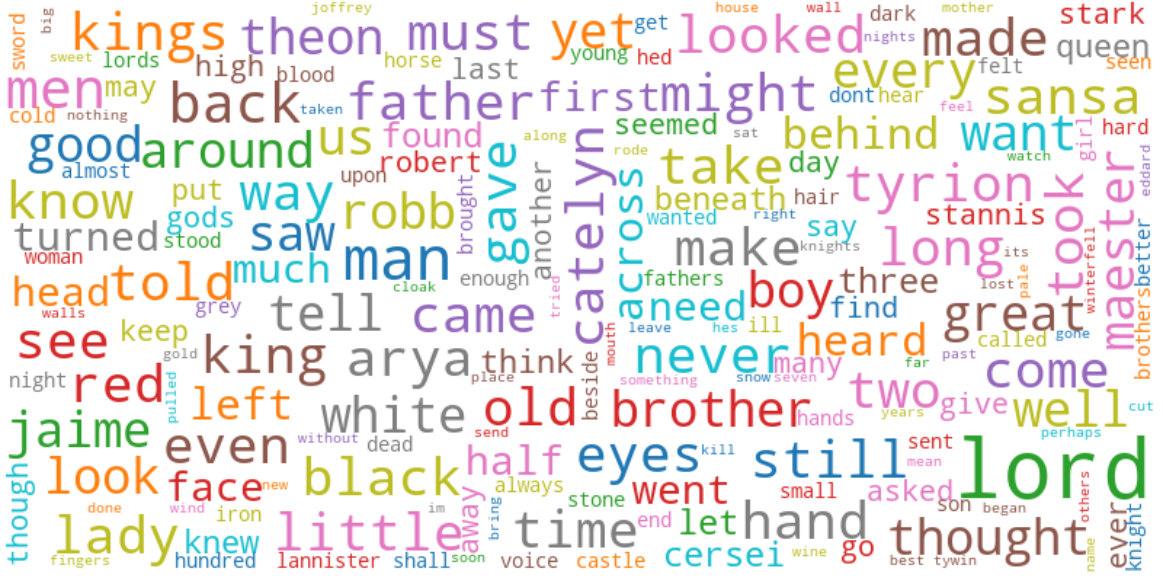 joffrey house wall mother
big kings theon must yet get looked dark nights made stark queen
sword sweet lords young hed seen
high blood horse last every felt
men may back taken father first might dont hear feel sansa
cold nothing
good around us found along seemed sat behind want girl hard
almost robert upon rode take day watch eddard
know put way robb brought gave another catelyn across beneath hair tyrion took maester
gods wanted right say stannis
turned stood saw man make knights long its better
woman much enough fathers three lost pale winterfell
head told cloak tried need boy find great brothers
walls grey tell came leave hes ill called gone
see keep mouth heard
gold king arya think never many far past come
night red pulled place beside something snow seven two
left white old brother hands years give well cut
jaime even without dead send perhaps
look face new black half eyes kill still sent mean lord
though always stone went small asked
done wind iron im away bring son began others ever knight
lady knew little time end let hand thought
fingers hundred lannister shall soon voice castle cersei wine go best tywin name